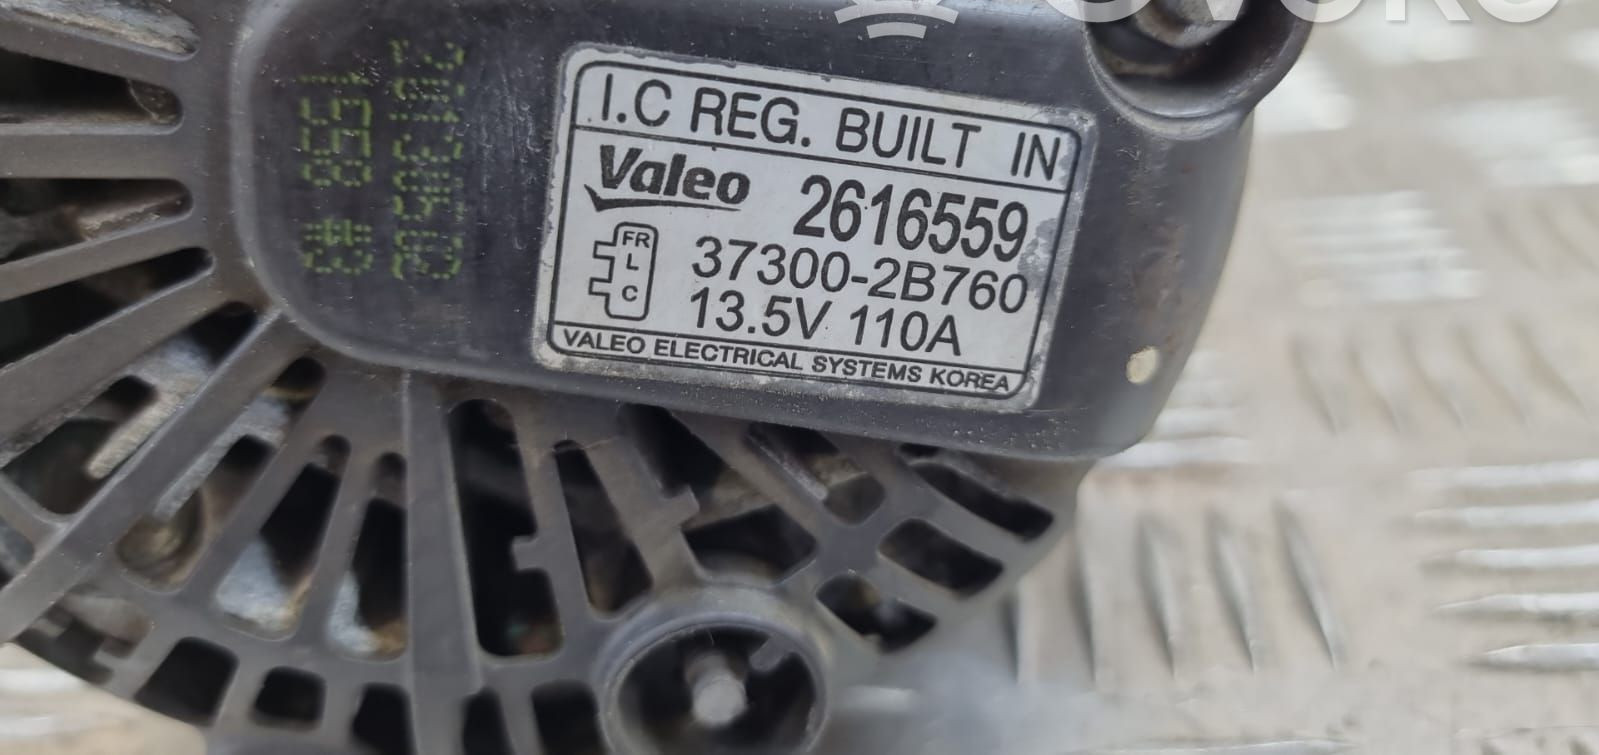 I.C REG. BUILT IN
Valeo 2616559
FR
L
C
37300-2B760
13.5V 110A
VALEO ELECTRICAL SYSTEMS KOREA